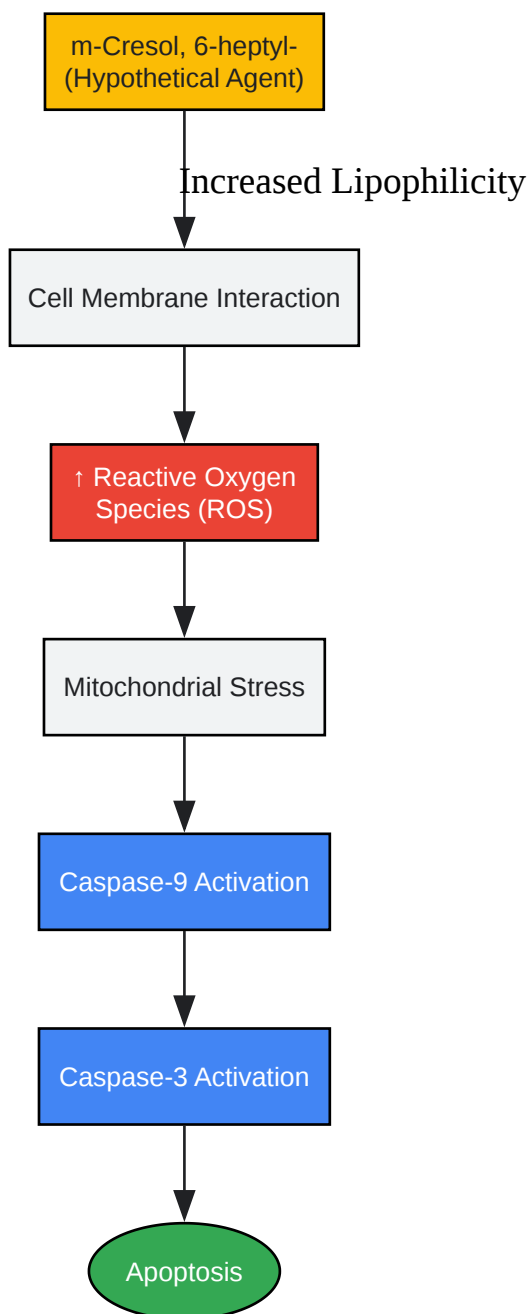 m-Cresol, 6-heptyl-
(Hypothetical Agent)
Increased Lipophilicity
Cell Membrane Interaction
↑ Reactive Oxygen
Species (ROS)
Mitochondrial Stress
Caspase-9 Activation
Caspase-3 Activation
Apoptosis